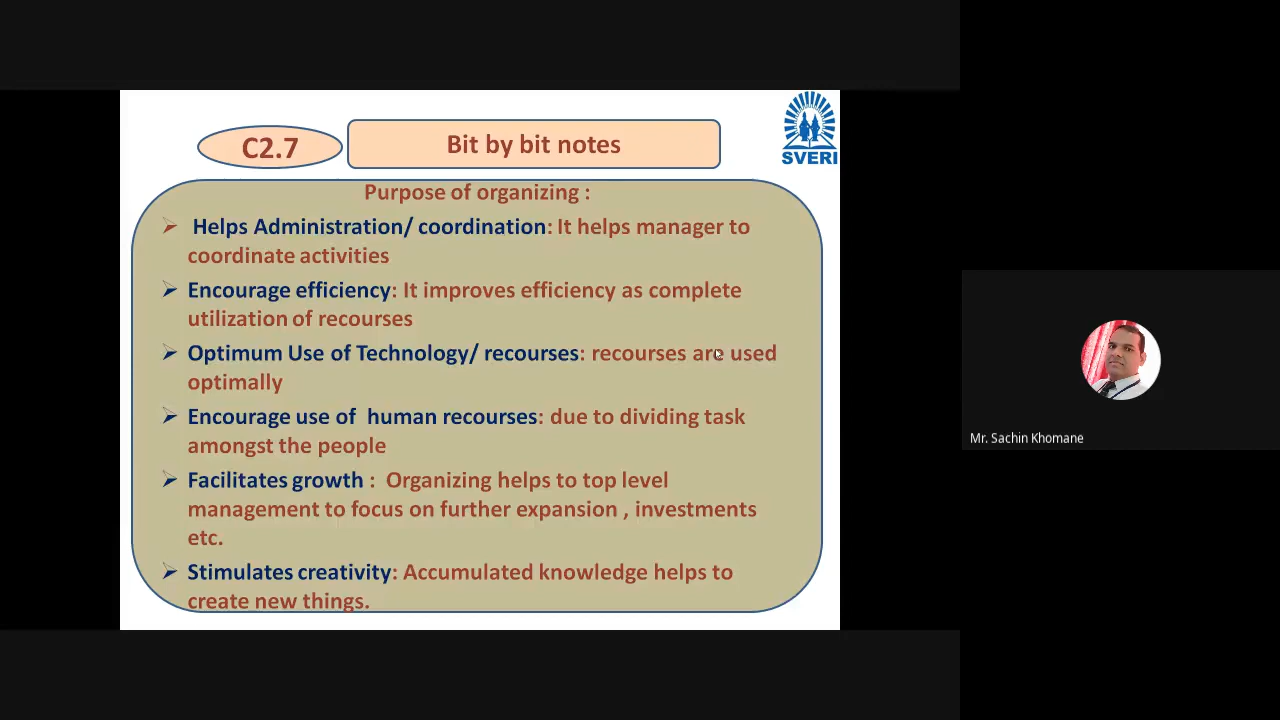 C2.7
Bit by bit notes
SVERI
Purpose of organizing :
Helps Administration/ coordination: It helps manager to
coordinate activities
Encourage efficiency: It improves efficiency as complete
utilization of recourses
Optimum Use of Technology/ recourses: recourses are used
optimally
Encourage use of human recourses: due to dividing task
amongst the people
Facilitates growth : Organizing helps to top level
management to focus on further expansion , investments
etc.
Stimulates creativity: Accumulated knowledge helps to
create new things.
Mr. Sachin Khomane